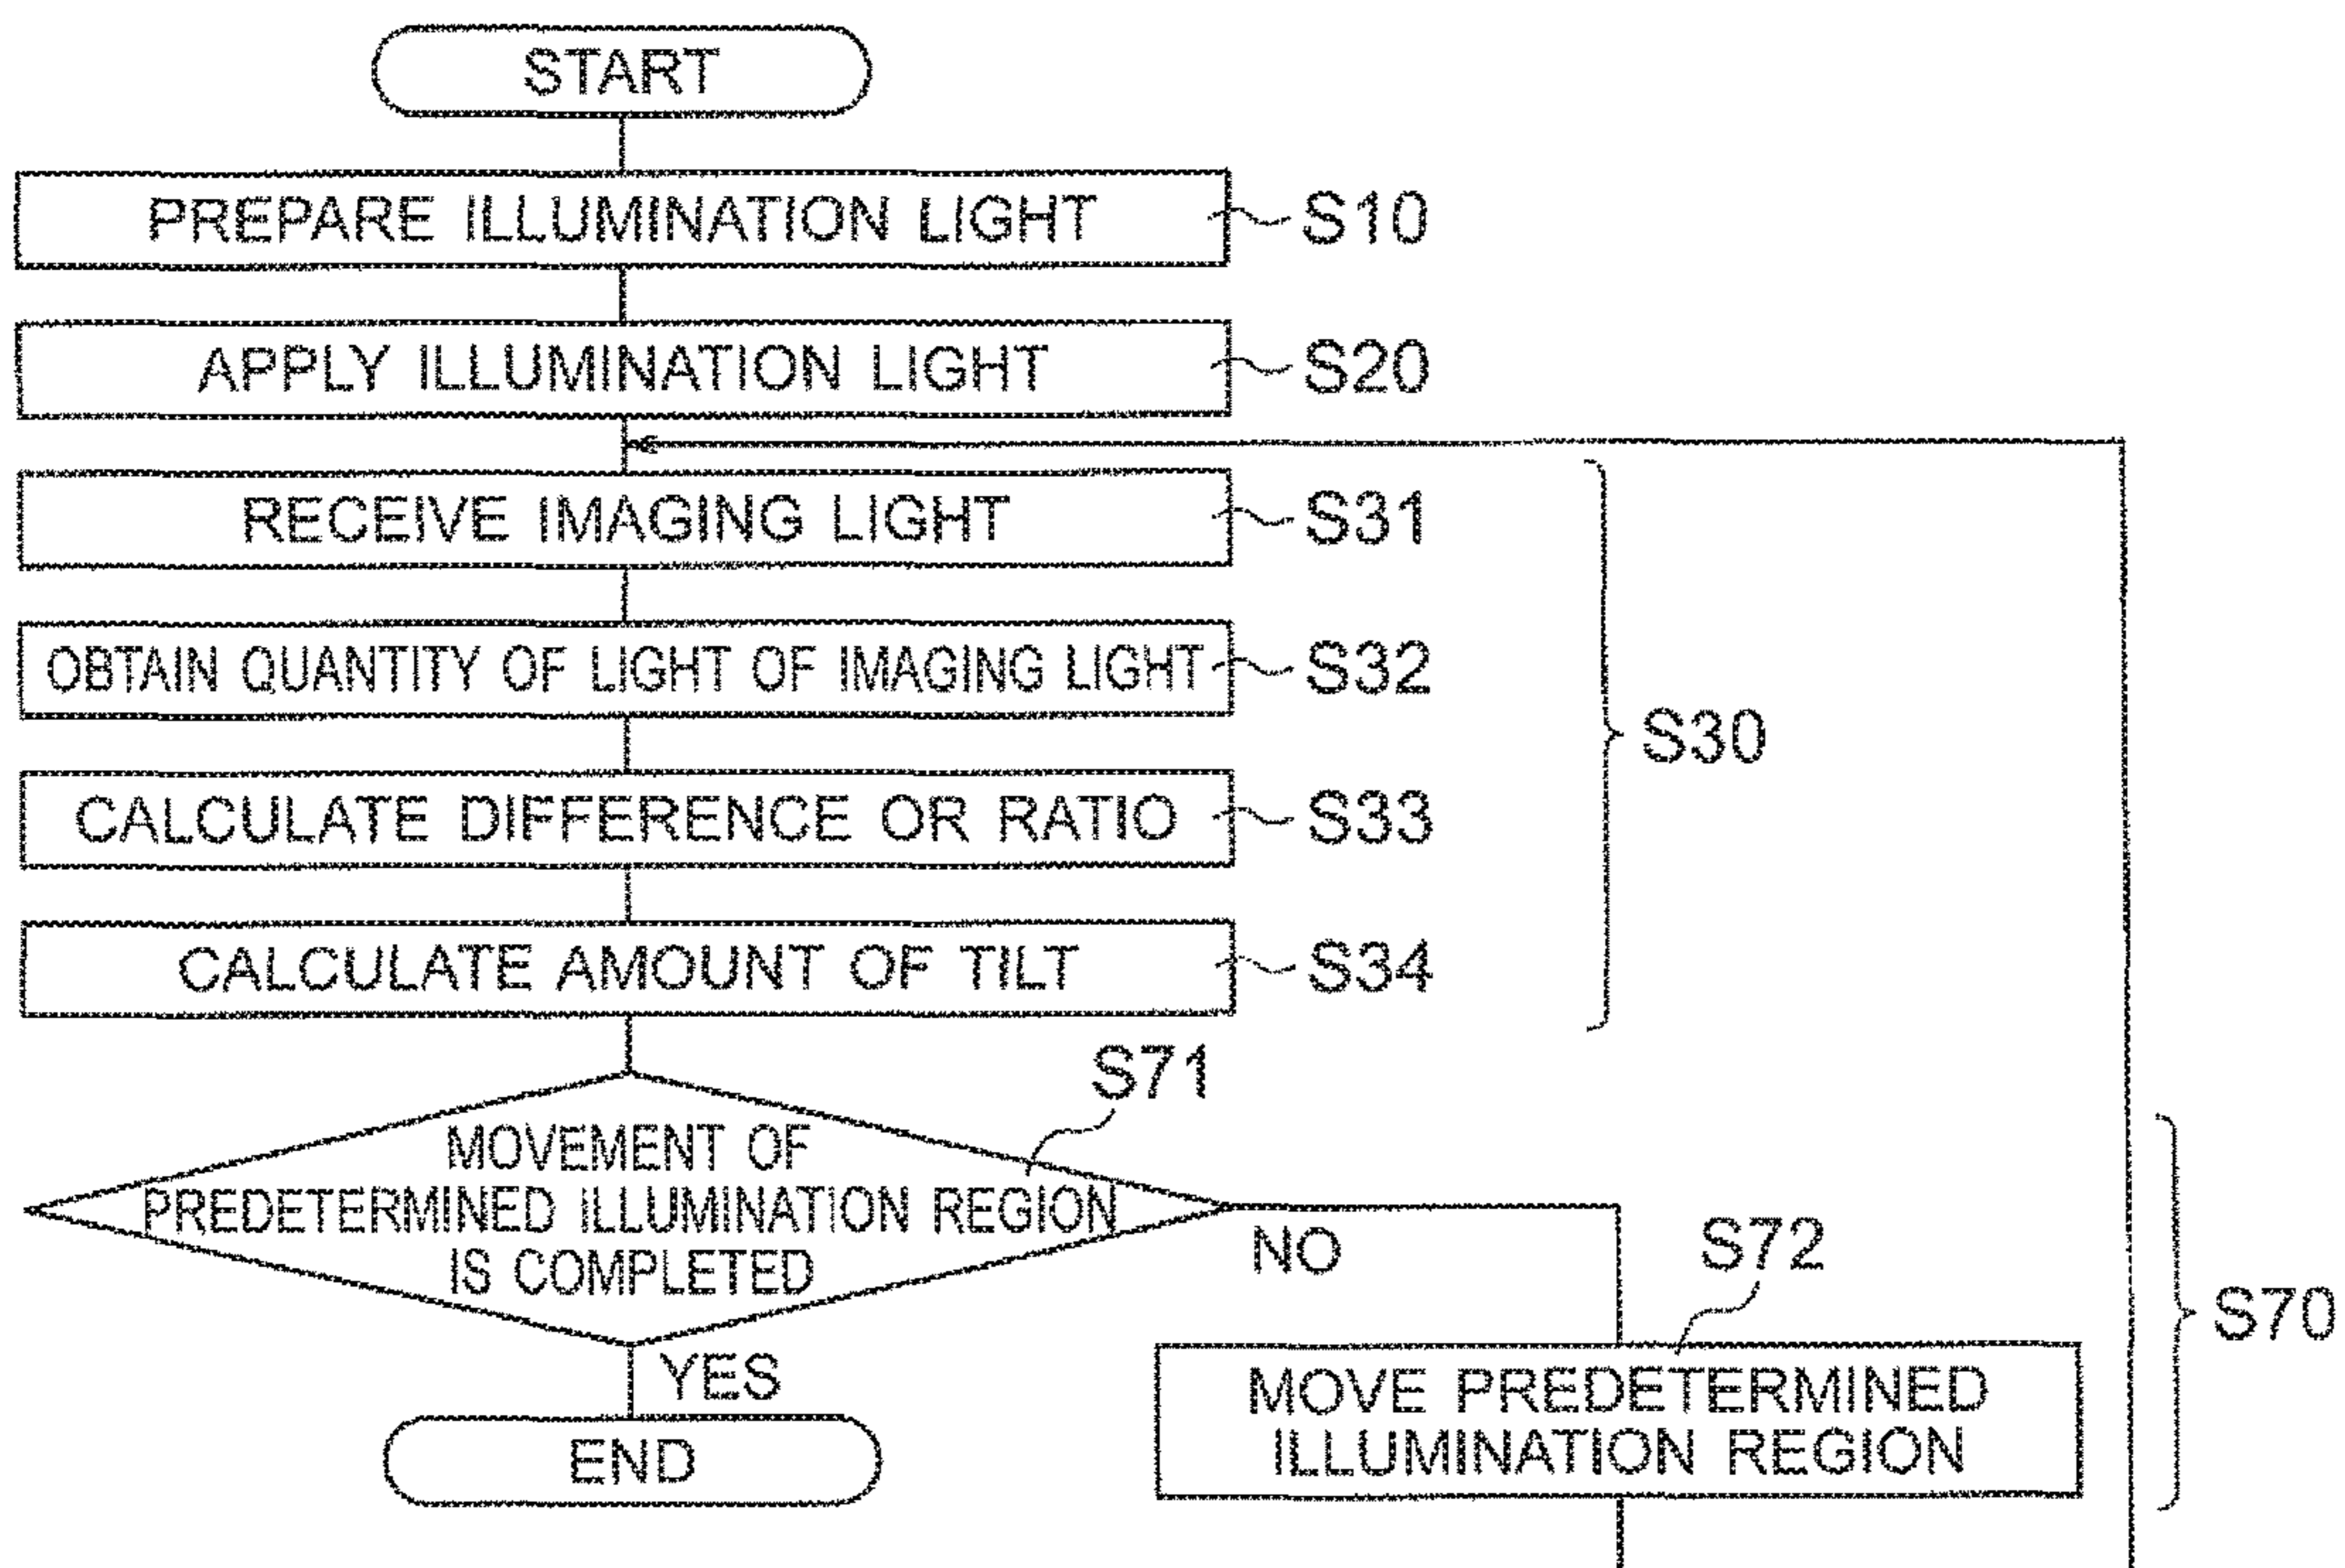 START
PREPARE ILLUMINATION LIGHT S10
APPLY ILLUMINATION LIGHT S20
RECEIVE IMAGING LIGHT S31
OBTAIN QUANTITY OF LIGHT OF IMAGING LIGHT S32
S30
CALCULATE DIFFERENCE OR RATIO S33
CALCULATE AMOUNT OF TILT S34
S71
MOVEMENT OF
PREDETERMINED ILLUMINATION REGION
IS COMPLETED
NO
S72
S70
YES
MOVE PREDETERMINED
ILLUMINATION REGION
END